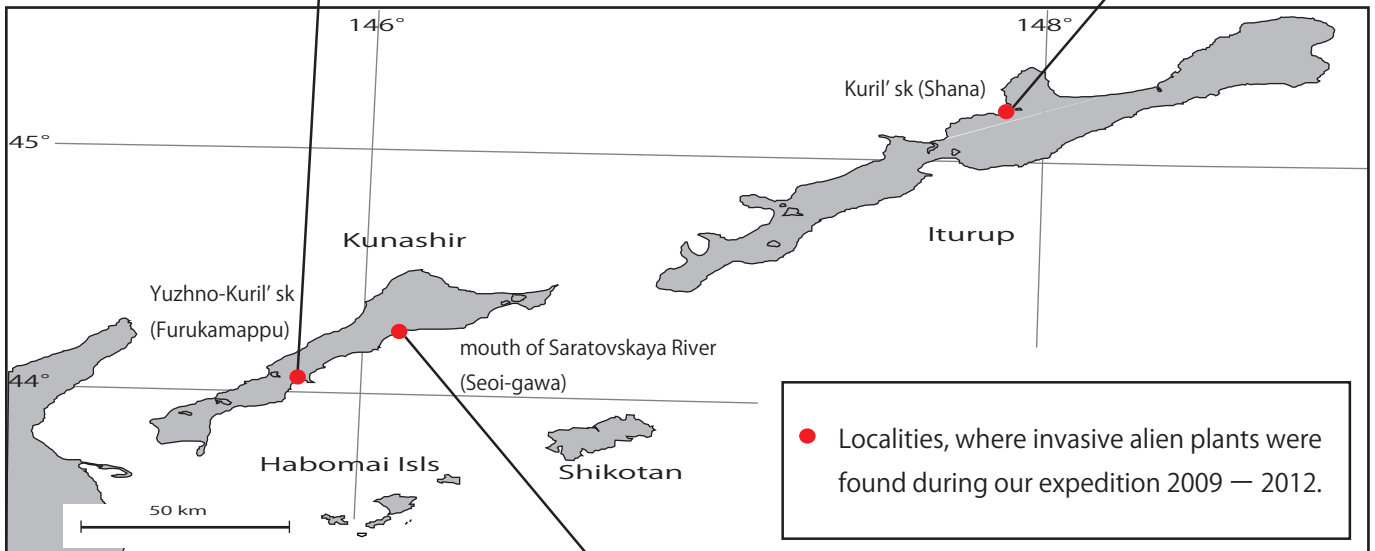 146°
148°
Kuril’ sk (Shana)
45°
Iturup
Kunashir
Yuzhno-Kuril’ sk
(Furukamappu)
mouth of Saratovskaya River
(Seoi-gawa)
44°
Habomai Isls
Shikotan
50 km
Localities, where invasive alien plants were
found during our expedition 2009 — 2012.